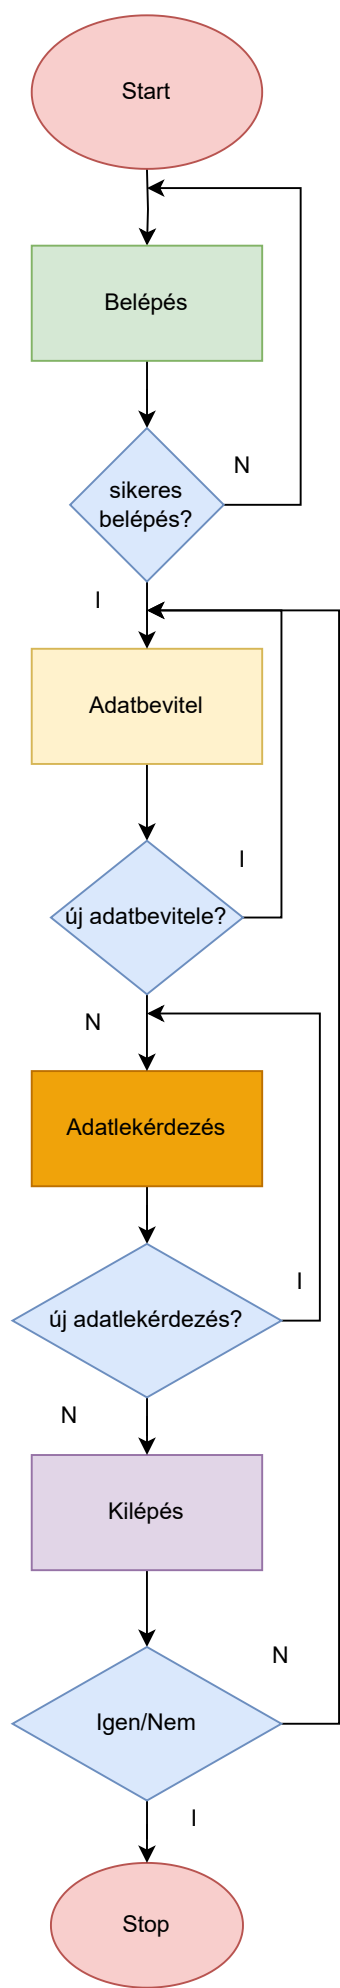 Start
Belépés
N
sikeres
belépés?
I
Adatbevitel
I
új adatbevitele?
N
Adatlekérdezés
I
új adatlekérdezés?
N
Kilépés
N
Igen/Nem
I
Stop